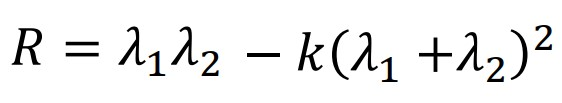 R = λ₁λ₂ − k(λ₁ +λ₂)²